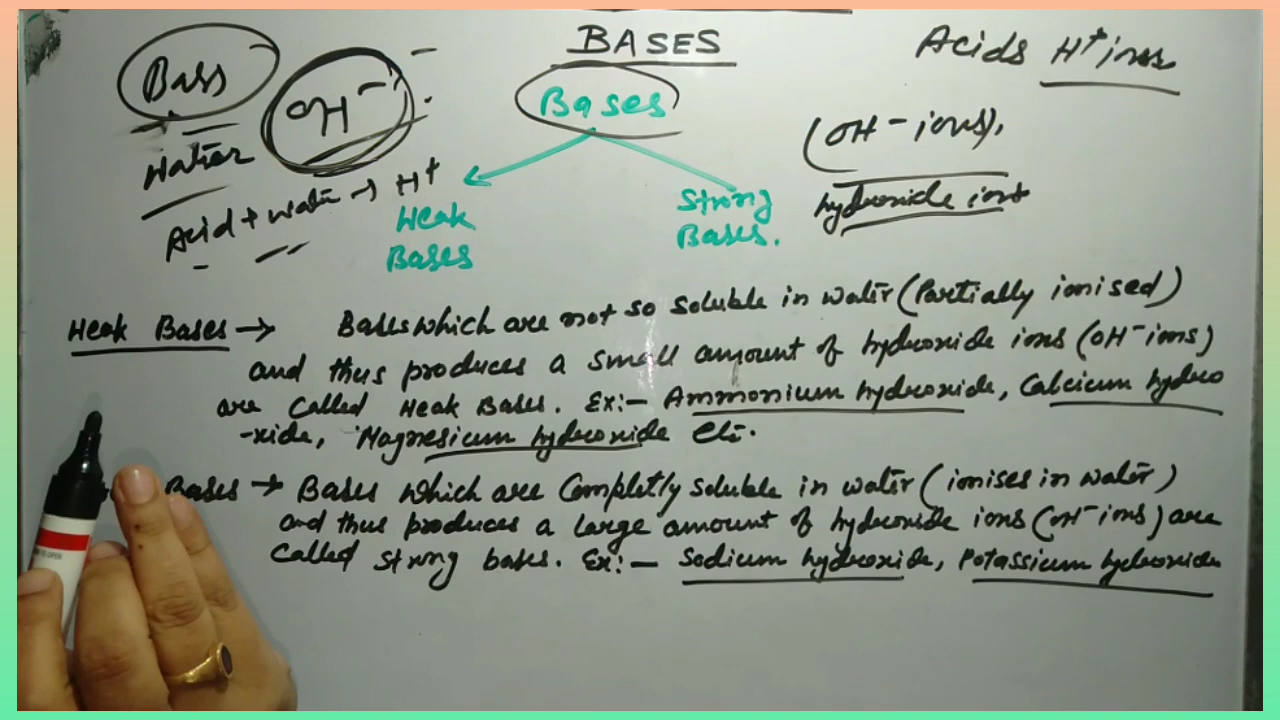 BASES
Acids H+ ions
Bass
OH-
Bases
(OH- ions),
hydroxide ions
Water
Acid + water → H+
Weak
Bases
Strong
Bases.
Weak Bases → Bases which are not so soluble in water (Partially ionised)
and thus produces a small amount of hydroxide ions (OH- ions)
are called Weak Bases. Ex:- Ammonium hydroxide, Calcium hydro
-xide, Magnesium hydroxide etc.
Bases → Bases which are Completly soluble in water (ionises in water)
and thus produces a large amount of hydroxide ions (OH- ions) are
Called strong bases. Ex:- Sodium hydroxide, Potassium hydroxide